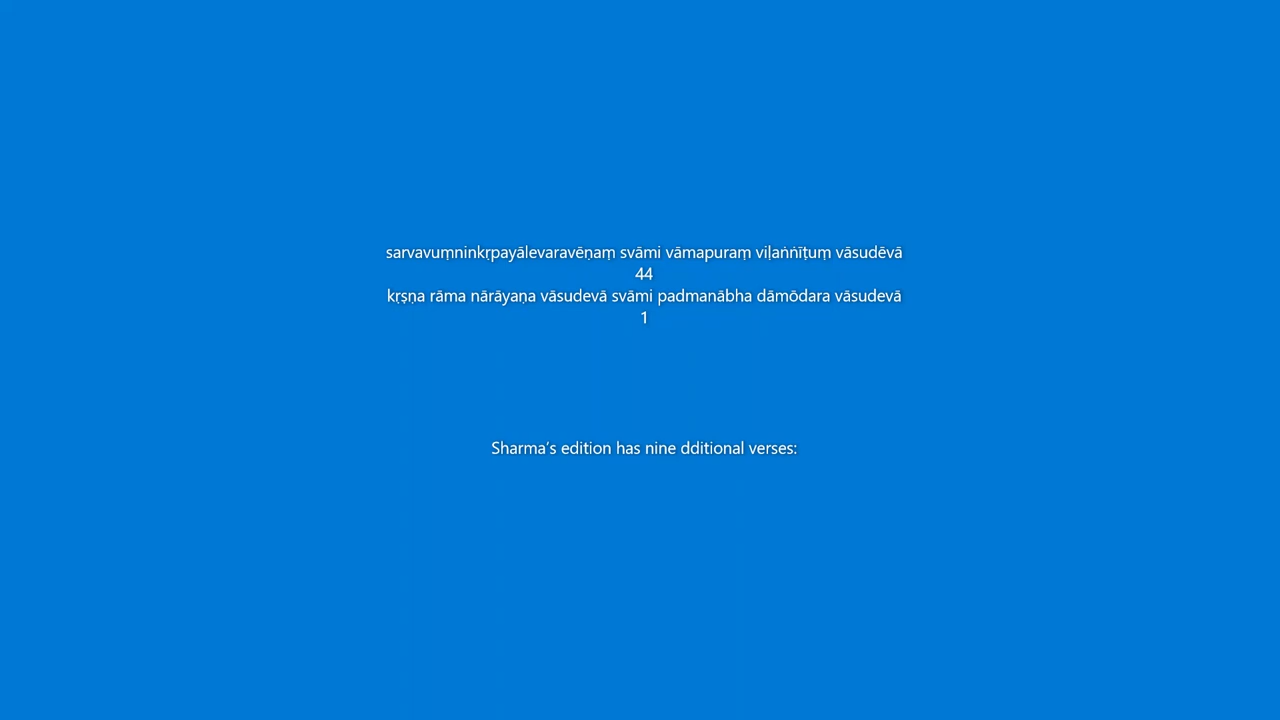 sarvavuṃninkṛpayālevaravēṇaṃ svāmi vāmapuraṃ viḷaṅṅīṭuṃ vāsudēvā
44
kṛṣṇa rāma nārāyaṇa vāsudevā svāmi padmanābha dāmōdara vāsudevā
1
Sharma’s edition has nine dditional verses: